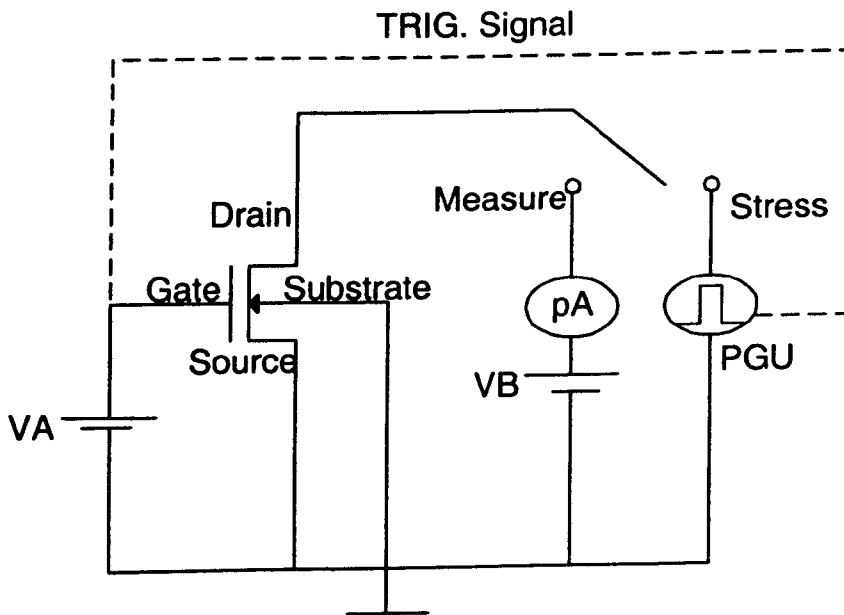 TRIG. Signal
Drain
Measure
Stress
Gate
Substrate
pA
Source
PGU
VB
VA